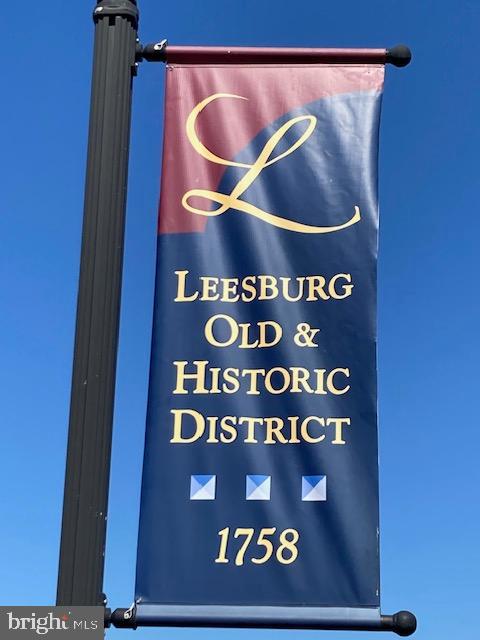 L
LEESBURG
OLD &
HISTORIC
DISTRICT
1758
bright MLS